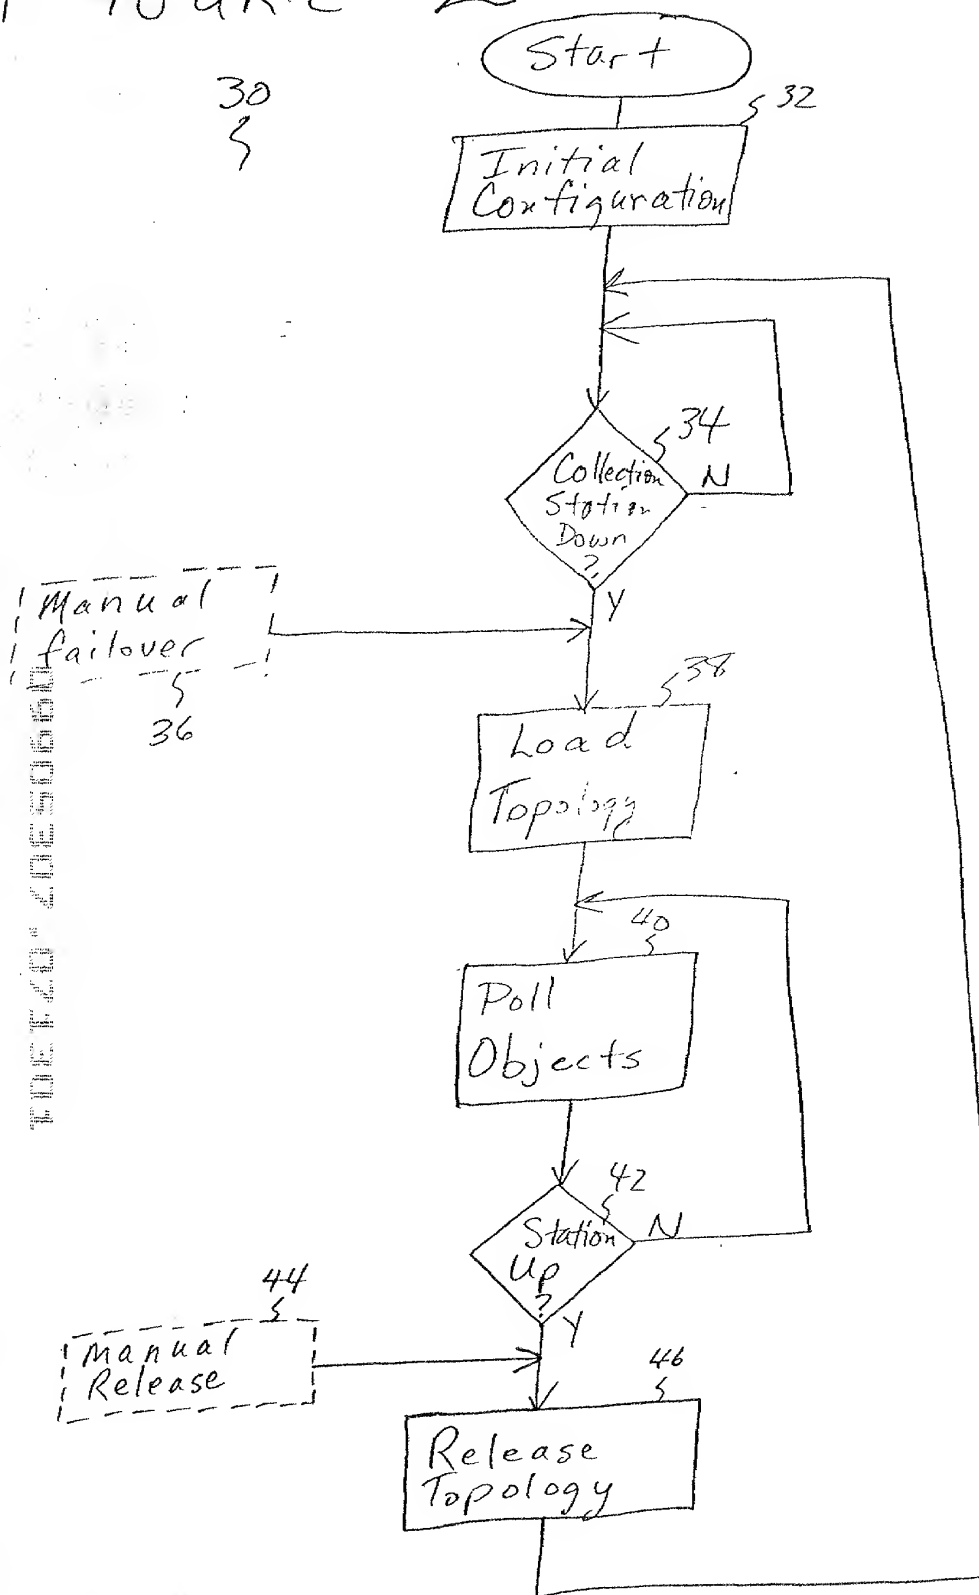 Start
30
32
Initial
Configuration
34
Collection
Station
Down
?
N
Y
Manual
failover
36
38
Load
Topology
40
Poll
Objects
42
Station
Up
?
N
Y
44
Manual
Release
46
Release
Topology